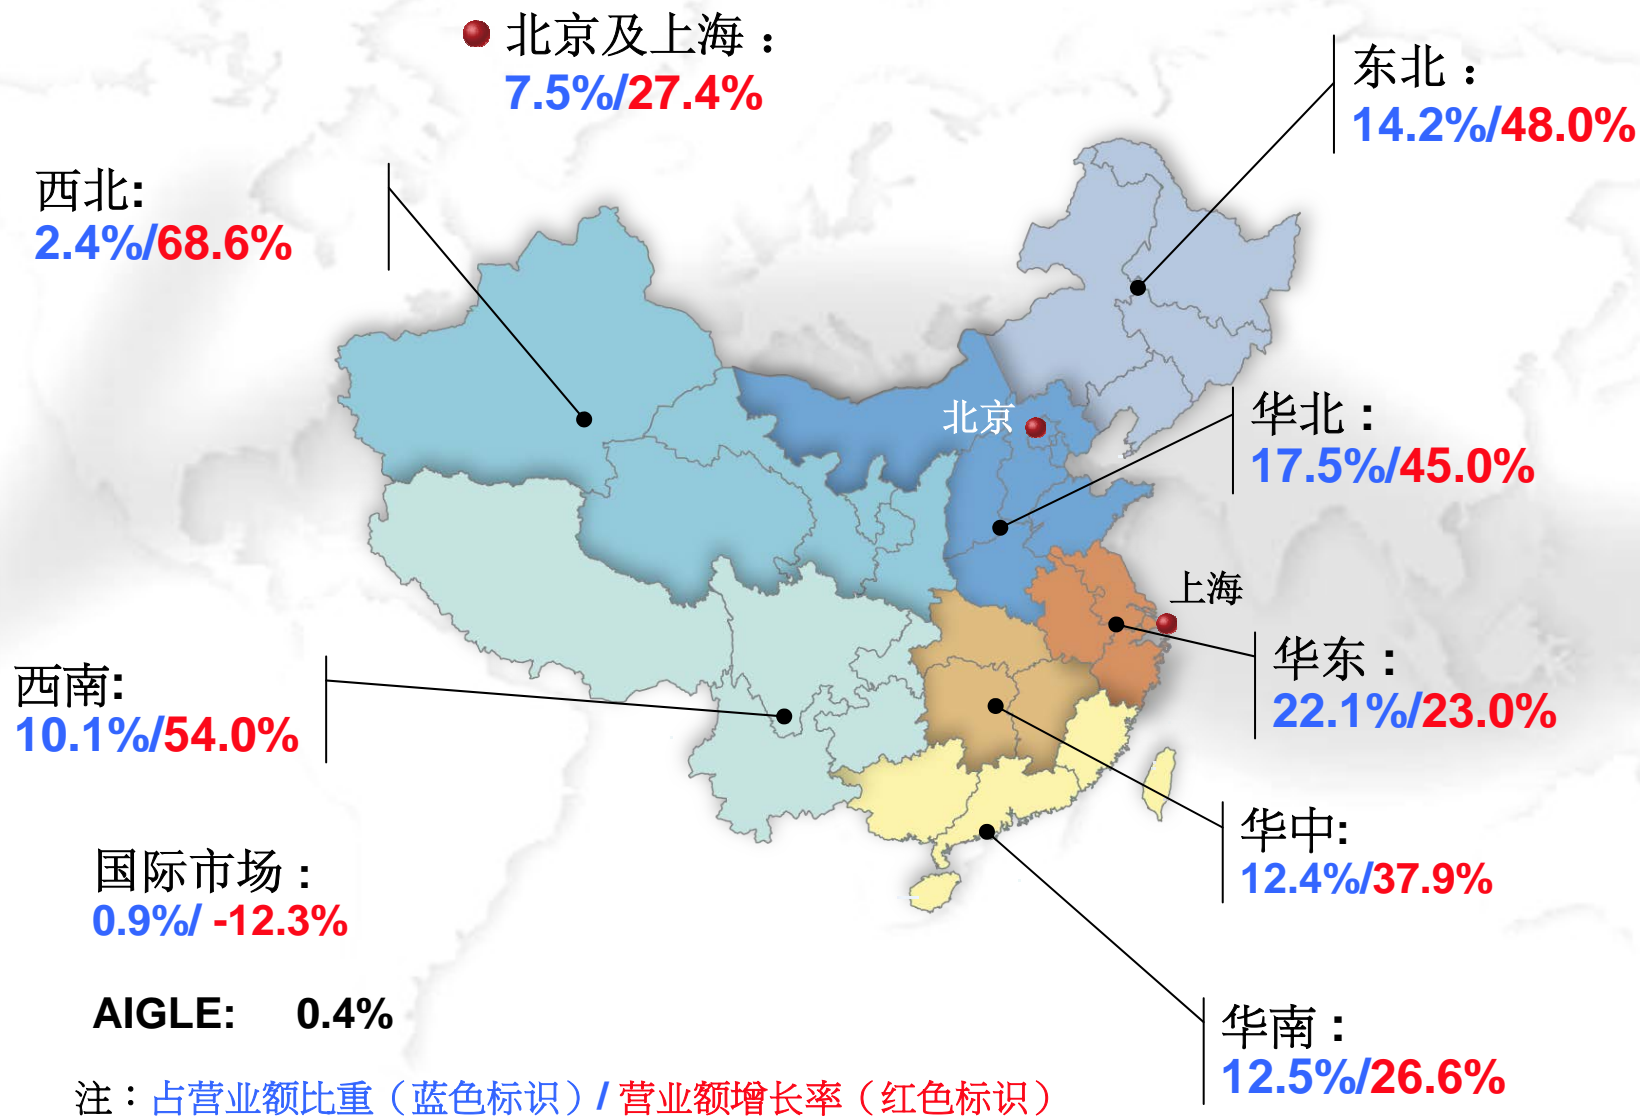 北京及上海：
7.5%/27.4%
东北：
14.2%/48.0%
西北:
2.4%/68.6%
华北：
17.5%/45.0%
北京
上海
华东：
22.1%/23.0%
西南:
10.1%/54.0%
华中:
12.4%/37.9%
国际市场：
0.9%/ -12.3%
AIGLE: 0.4%
华南：
12.5%/26.6%
注：占营业额比重（蓝色标识）/ 营业额增长率（红色标识）